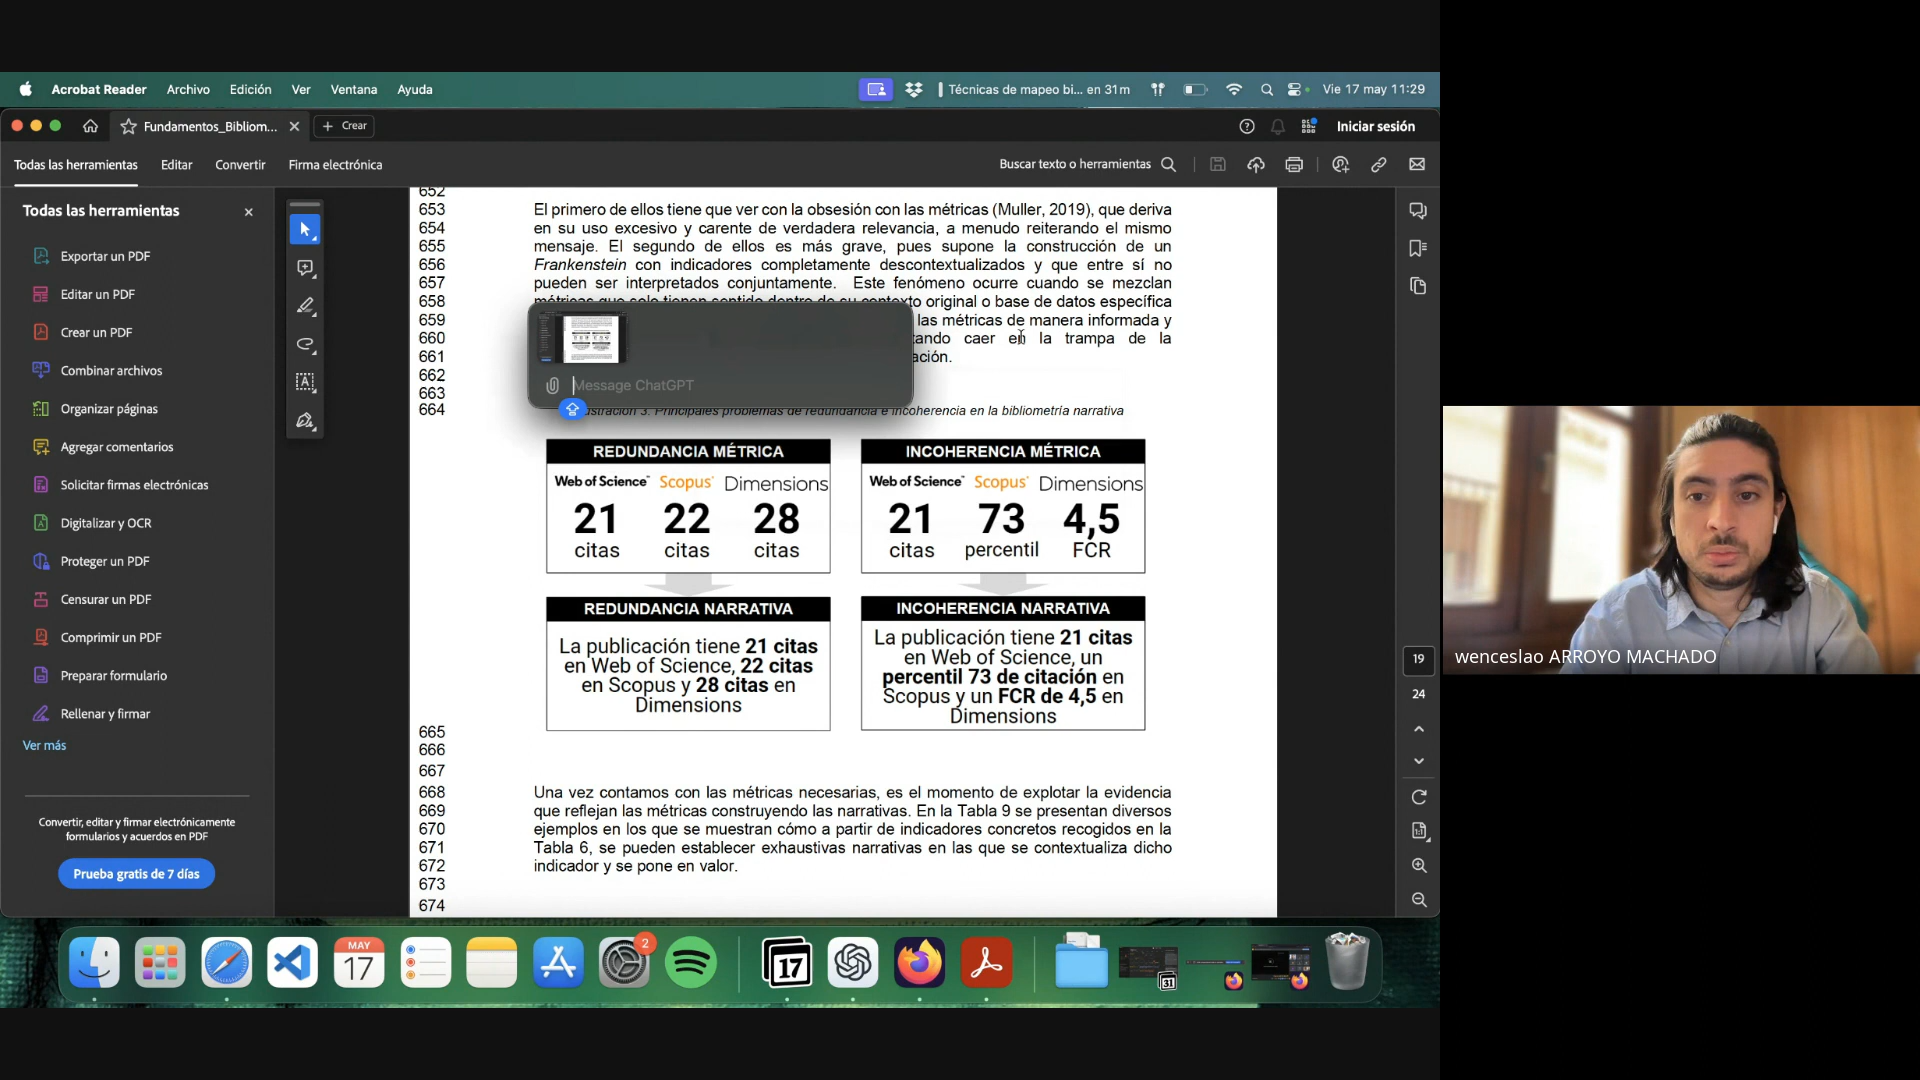 Acrobat Reader Archivo Edición Ver Ventana Ayuda
Técnicas de mapeo bi... en 31m
Vie 17 may 11:29
Fundamentos_Bibliom...
+ Crear
Iniciar sesión
Todas las herramientas Editar Convertir Firma electrónica
Buscar texto o herramientas
Todas las herramientas
Exportar un PDF
Editar un PDF
Crear un PDF
Combinar archivos
Organizar páginas
Agregar comentarios
Solicitar firmas electrónicas
Digitalizar y OCR
Proteger un PDF
Censurar un PDF
Comprimir un PDF
Preparar formulario
Rellenar y firmar
Ver más
Convertir, editar y firmar electrónicamente
formularios y acuerdos en PDF
Prueba gratis de 7 días
652
653 El primero de ellos tiene que ver con la obsesión con las métricas (Muller, 2019), que deriva
654 en su uso excesivo y carente de verdadera relevancia, a menudo reiterando el mismo
655 mensaje. El segundo de ellos es más grave, pues supone la construcción de un
656 Frankenstein con indicadores completamente descontextualizados y que entre sí no
657 pueden ser interpretados conjuntamente. Este fenómeno ocurre cuando se mezclan
658 métricas que solo tienen sentido dentro de su contexto original o base de datos específica
659 las métricas de manera informada y
660 tando caer en la trampa de la
661 ación.
662
663
664 ustración 3. Principales problemas de redundancia e incoherencia en la bibliometría narrativa
Message ChatGPT
REDUNDANCIA MÉTRICA
Web of Science Scopus Dimensions
21 22 28
citas citas citas
REDUNDANCIA NARRATIVA
La publicación tiene 21 citas
en Web of Science, 22 citas
en Scopus y 28 citas en
Dimensions
INCOHERENCIA MÉTRICA
Web of Science Scopus Dimensions
21 73 4,5
citas percentil FCR
INCOHERENCIA NARRATIVA
La publicación tiene 21 citas
en Web of Science, un
percentil 73 de citación en
Scopus y un FCR de 4,5 en
Dimensions
665
666
667
668 Una vez contamos con las métricas necesarias, es el momento de explotar la evidencia
669 que reflejan las métricas construyendo las narrativas. En la Tabla 9 se presentan diversos
670 ejemplos en los que se muestran cómo a partir de indicadores concretos recogidos en la
671 Tabla 6, se pueden establecer exhaustivas narrativas en las que se contextualiza dicho
672 indicador y se pone en valor.
673
674
19
24
MAY
17
2
17
31
wenceslao ARROYO MACHADO